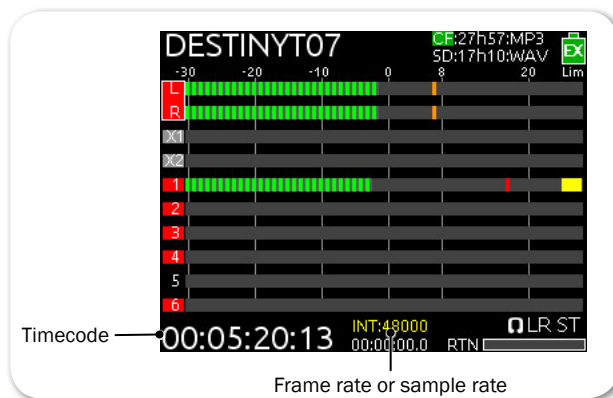 DESTINYT07
CF:27h57:MP3
SD:17h10:WAV
EX
-30 -20 -10 0 8 20 Lim
L
R
X1
X2
1
2
3
4
5
6
Timecode
00:05:20:13
INT:48000
00:00:00.0
LR ST
RTN
Frame rate or sample rate